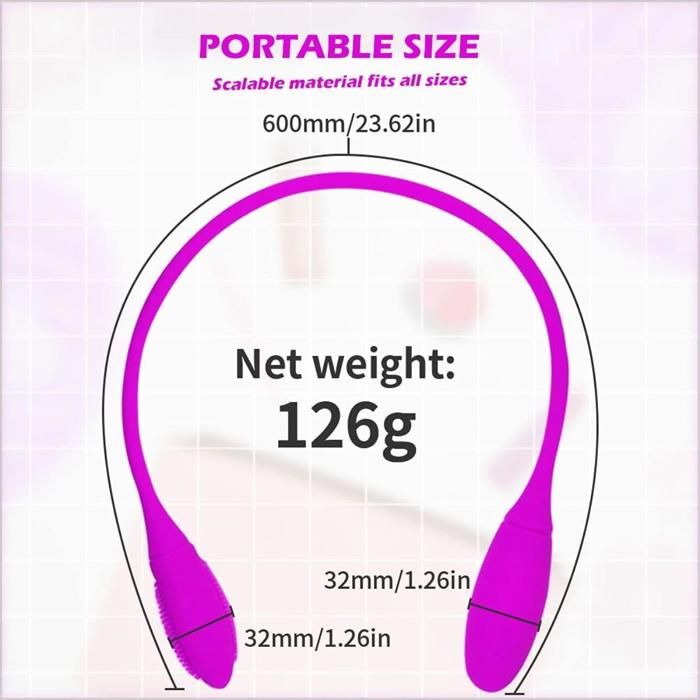 PORTABLE SIZE
Scalable material fits all sizes
600mm/23.62in
Net weight:
126g
32mm/1.26in
32mm/1.26in